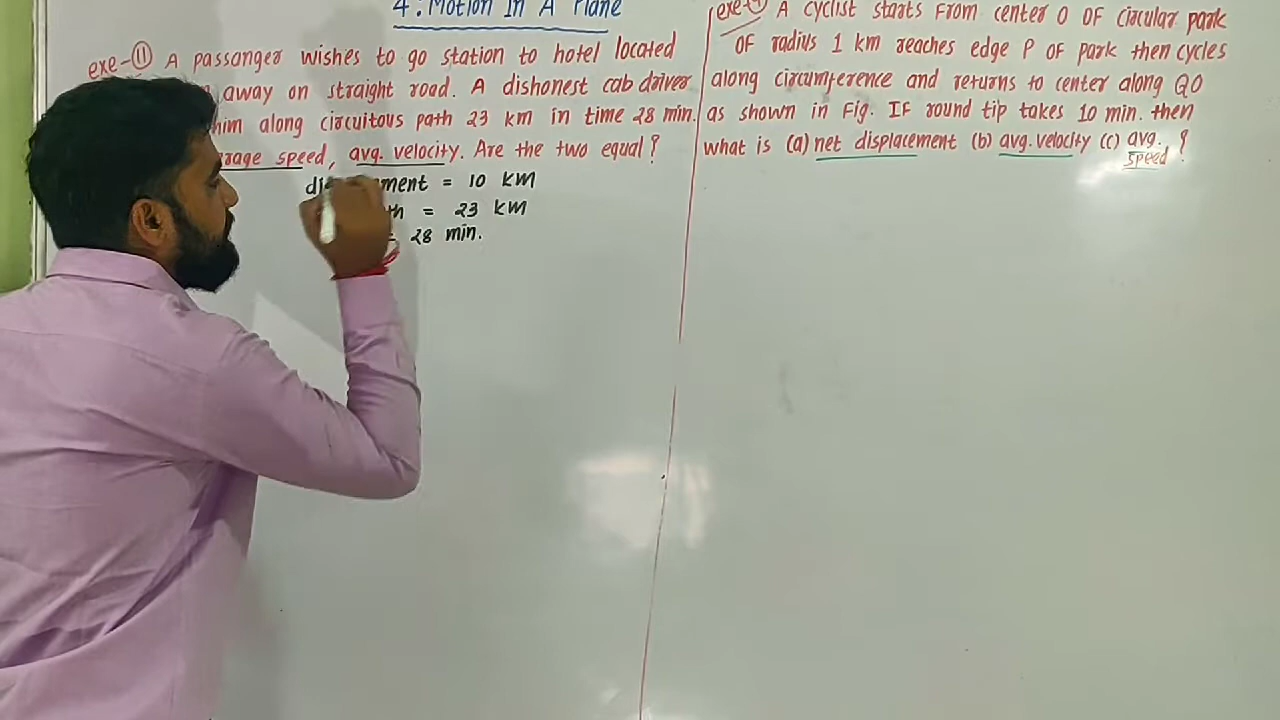 4: Motion In A Plane
exe-⑪ A passanger wishes to go station to hotel located
away on straight road. A dishonest cab driver
him along circuitous path 23 km in time 28 min.
rage speed, avg. velocity. Are the two equal?
ment = 10 KM
th = 23 KM
= 28 min.
exe- A cyclist starts from center O OF circular park
OF radius 1 km reaches edge P OF park then cycles
along circumference and returns to center along QO
as shown in Fig. IF round tip takes 10 min. then
what is (a) net displacement (b) avg. velocity (c) avg. speed ?